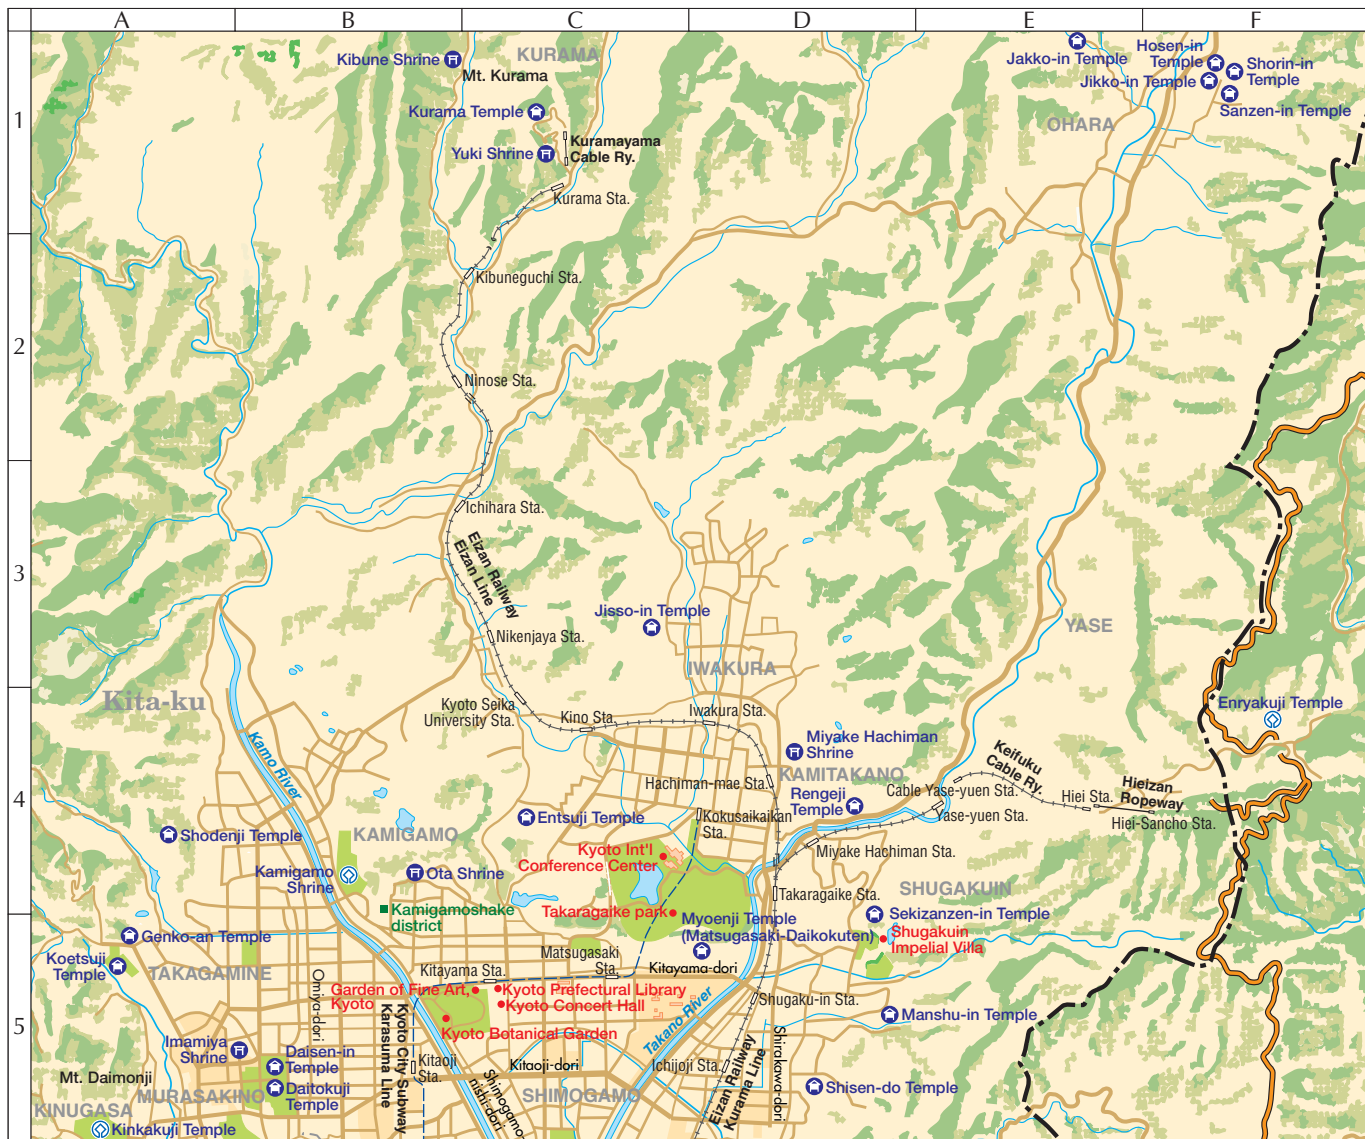 A B C D E F
1
2
3
4
5
Kibune Shrine
KURAMA
Mt. Kurama
Kurama Temple
Yuki Shrine
Kuramayama
Cable Ry.
Kurama Sta.
Jakko-in Temple
Hosen-in
Temple
Jikko-in Temple
Shorin-in
Temple
Sanzen-in Temple
OHARA
Kibuneguchi Sta.
Ninose Sta.
Ichihara Sta.
Eizan Railway
Eizan Line
Jisso-in Temple
Nikenjaya Sta.
IWAKURA
YASE
Kita-ku
Kyoto Seika
University Sta.
Kino Sta.
Iwakura Sta.
Enryakuji Temple
Kamo River
Miyake Hachiman
Shrine
KAMITAKANO
Hachiman-mae Sta.
Rengeji
Temple
Keifuku
Cable Ry.
Cable Yase-yuen Sta.
Hiei Sta.
Hieizan
Ropeway
Hiei-Sancho Sta.
Yase-yuen Sta.
Shodenji Temple
KAMIGAMO
Entsuji Temple
Kokusaikaikan
Sta.
Miyake Hachiman Sta.
Kamigamo
Shrine
Ota Shrine
Kyoto Int'l
Conference Center
Takaragaike Sta.
SHUGAKUIN
Kamigamoshake
district
Takaragaike park
Myoenji Temple
(Matsugasaki-Daikokuten)
Sekizanzen-in Temple
Shugakuin
Impelial Villa
Genko-an Temple
Koetsuji
Temple
TAKAGAMINE
Matsugasaki
Sta.
Kitayama Sta.
Kitayama-dori
Garden of Fine Art,
Kyoto
Kyoto Prefectural Library
Kyoto Concert Hall
Kyoto Botanical Garden
Omiya-dori
Kyoto City Subway
Karasuma Line
Takano River
Shugaku-in Sta.
Manshu-in Temple
Imamiya
Shrine
Daisen-in
Temple
Daitokuji
Temple
Kitaoji
Sta.
Kitaoji-dori
Ichijoji Sta.
Eizan Railway
Kurama Line
Shirakawa-dori
Shisen-do Temple
Mt. Daimonji
MURASAKINO
KINUGASA
Kinkakuji Temple
Shimogamo
nishi-dori
SHIMOGAMO